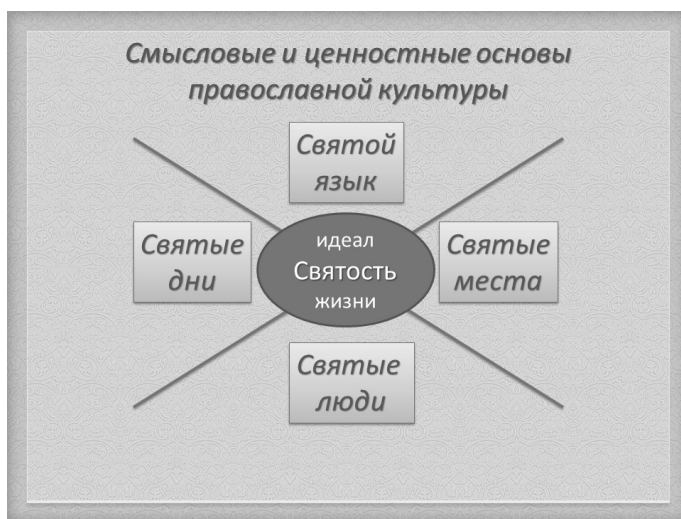 Смысловые и ценностные основы
православной культуры
Святой
язык
Святые
дни
идеал
Святость
жизни
Святые
места
Святые
люди